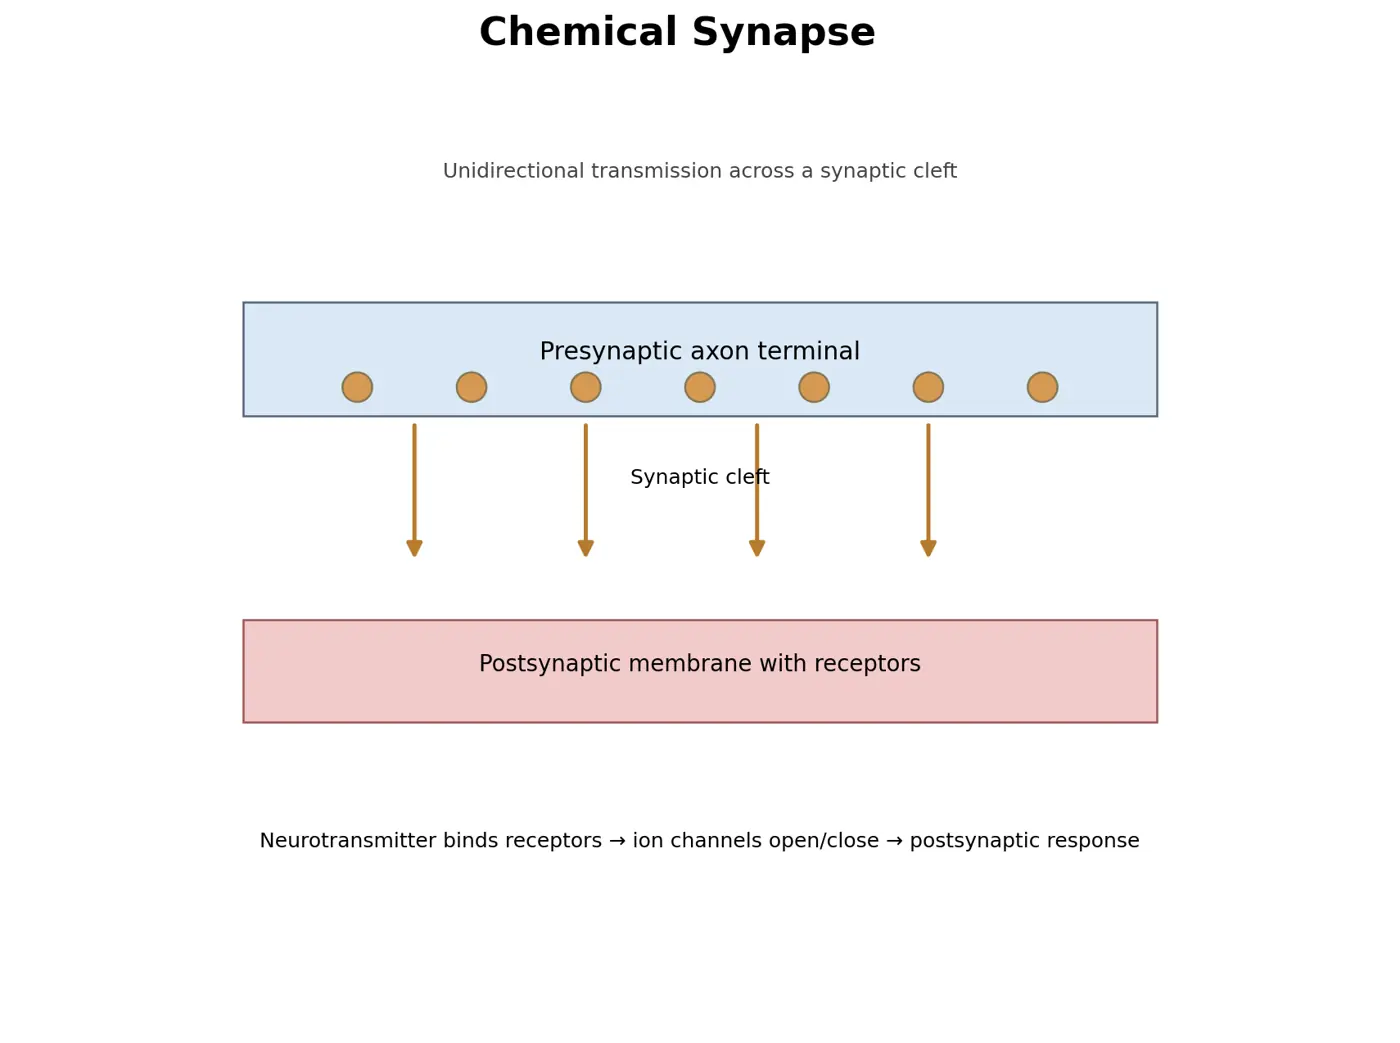 Chemical Synapse
Unidirectional transmission across a synaptic cleft
Presynaptic axon terminal
Synaptic cleft
Postsynaptic membrane with receptors
Neurotransmitter binds receptors → ion channels open/close → postsynaptic response